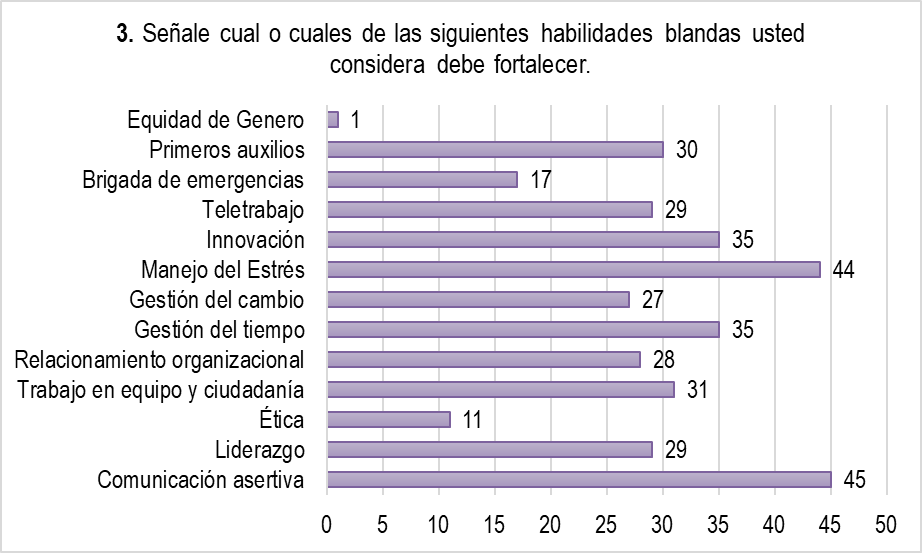 3. Señale cual o cuales de las siguientes habilidades blandas usted
considera debe fortalecer.
Equidad de Genero 1
Primeros auxilios 30
Brigada de emergencias 17
Teletrabajo 29
Innovación 35
Manejo del Estrés 44
Gestión del cambio 27
Gestión del tiempo 35
Relacionamiento organizacional 28
Trabajo en equipo y ciudadanía 31
Ética 11
Liderazgo 29
Comunicación asertiva 45
0 5 10 15 20 25 30 35 40 45 50